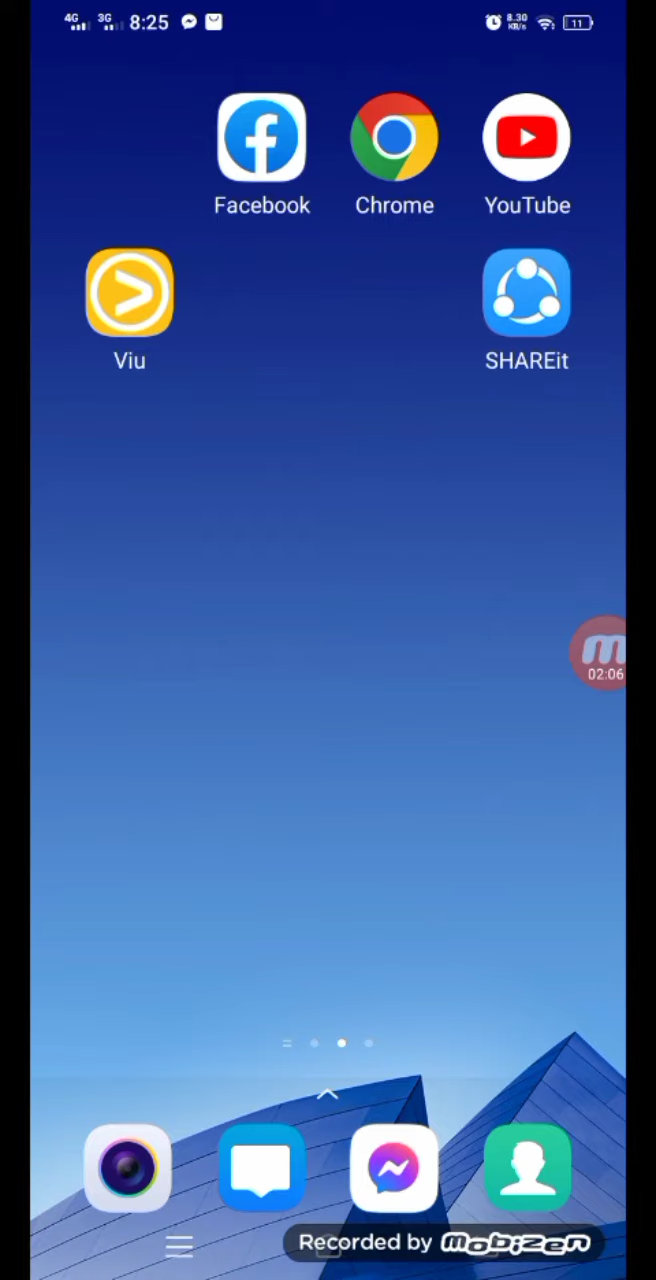 4G 3G 8:25 8.30 KB/s 11
Facebook Chrome YouTube
Viu SHAREit
m
02:06
Recorded by mobizen